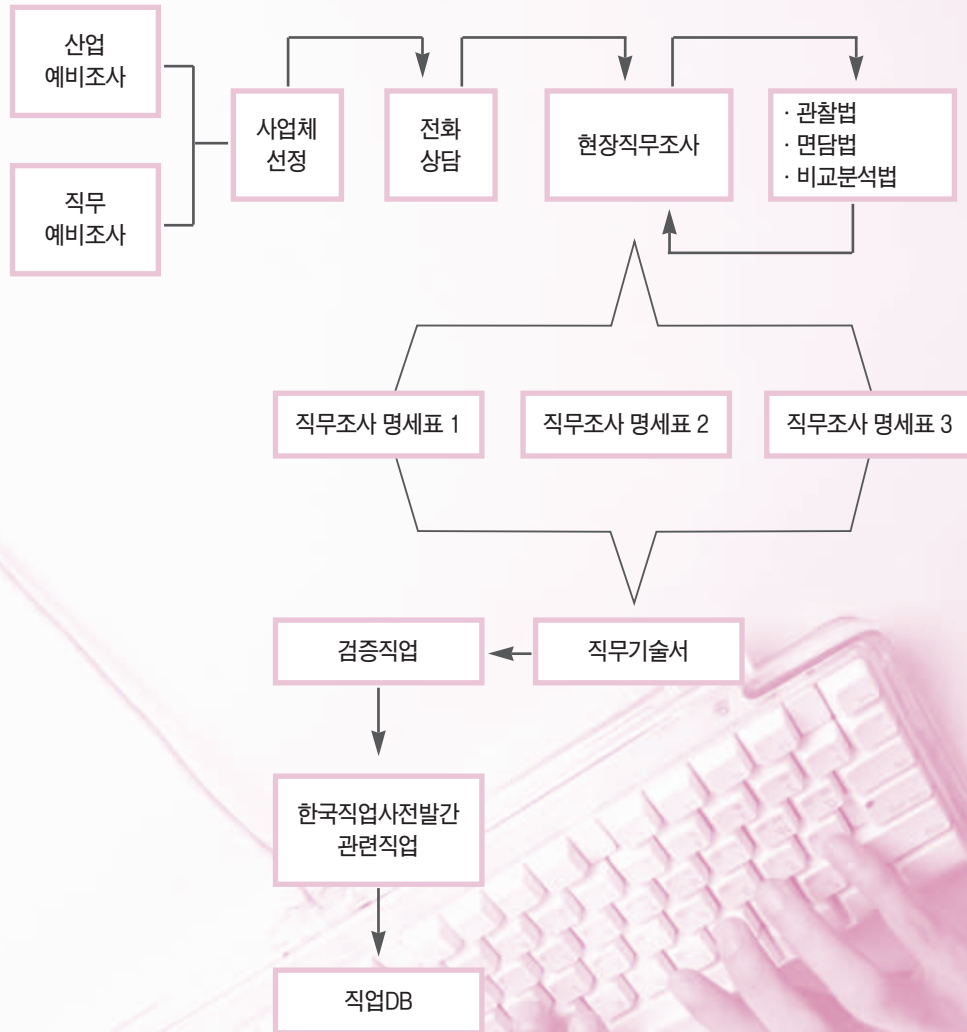 산업
예비조사
직무
예비조사
사업체
선정
전화
상담
현장직무조사
· 관찰법
· 면담법
· 비교분석법
직무조사 명세표 1
직무조사 명세표 2
직무조사 명세표 3
직무기술서
검증직업
한국직업사전발간
관련직업
직업DB